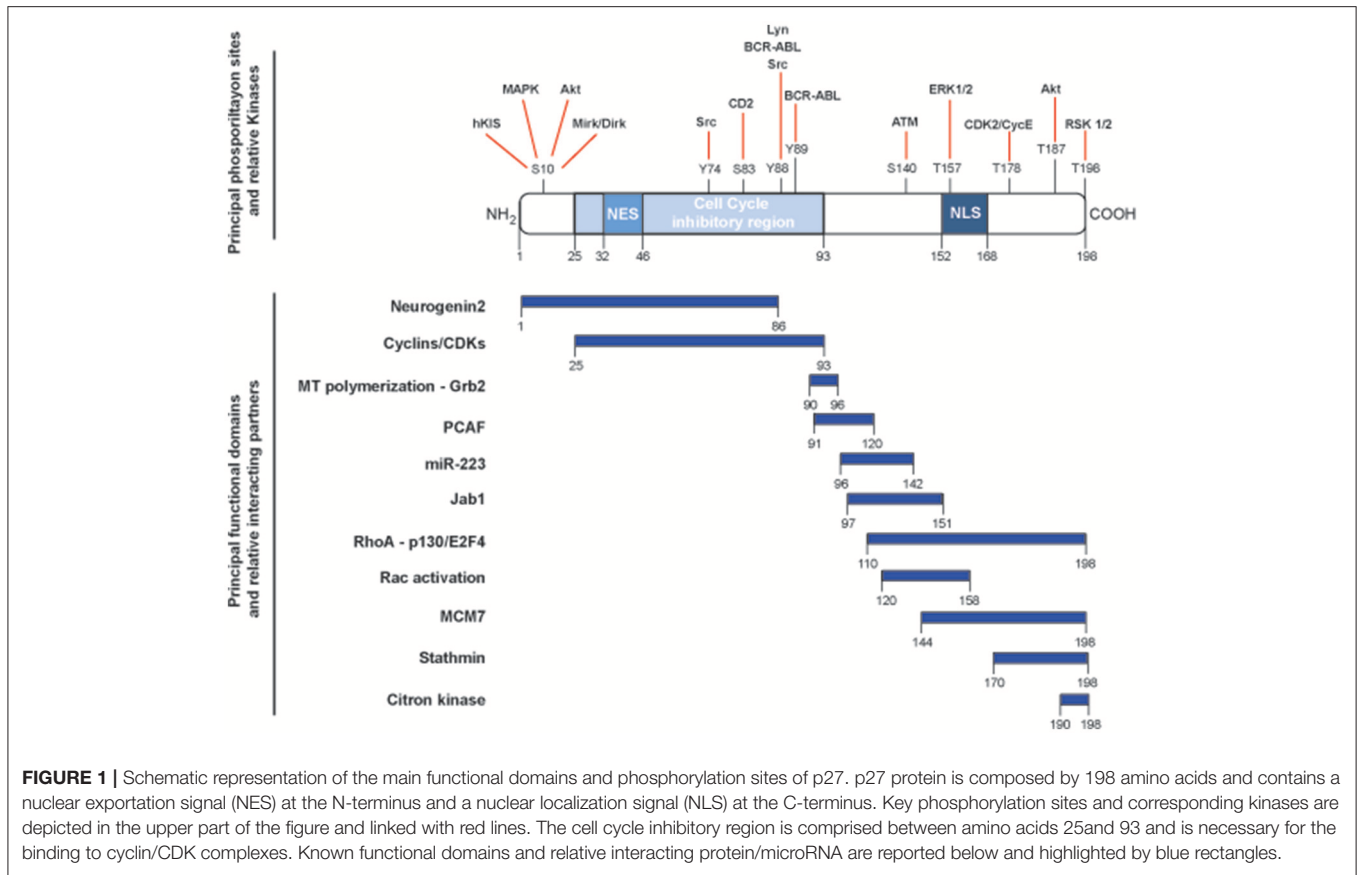 Principal phosporiltayon sites
and relative Kinases
Lyn
BCR-ABL
Src
MAPK
Akt
hKIS
Mirk/Dirk
Src
CD2
BCR-ABL
ATM
ERK1/2
CDK2/CycE
Akt
RSK 1/2
S10
Y74
S83
Y88
Y89
S140
T157
T178
T187
T198
NH2
NES
Cell Cycle
inhibitory region
NLS
COOH
1
25
32
46
93
152
168
198
Principal functional domains
and relative interacting partners
Neurogenin2
1
86
Cyclins/CDKs
25
93
MT polymerization - Grb2
90
96
PCAF
91
120
miR-223
96
142
Jab1
97
151
RhoA - p130/E2F4
110
198
Rac activation
120
158
MCM7
144
198
Stathmin
170
198
Citron kinase
190
198
FIGURE 1 | Schematic representation of the main functional domains and phosphorylation sites of p27. p27 protein is composed by 198 amino acids and contains a
nuclear exportation signal (NES) at the N-terminus and a nuclear localization signal (NLS) at the C-terminus. Key phosphorylation sites and corresponding kinases are
depicted in the upper part of the figure and linked with red lines. The cell cycle inhibitory region is comprised between amino acids 25and 93 and is necessary for the
binding to cyclin/CDK complexes. Known functional domains and relative interacting protein/microRNA are reported below and highlighted by blue rectangles.